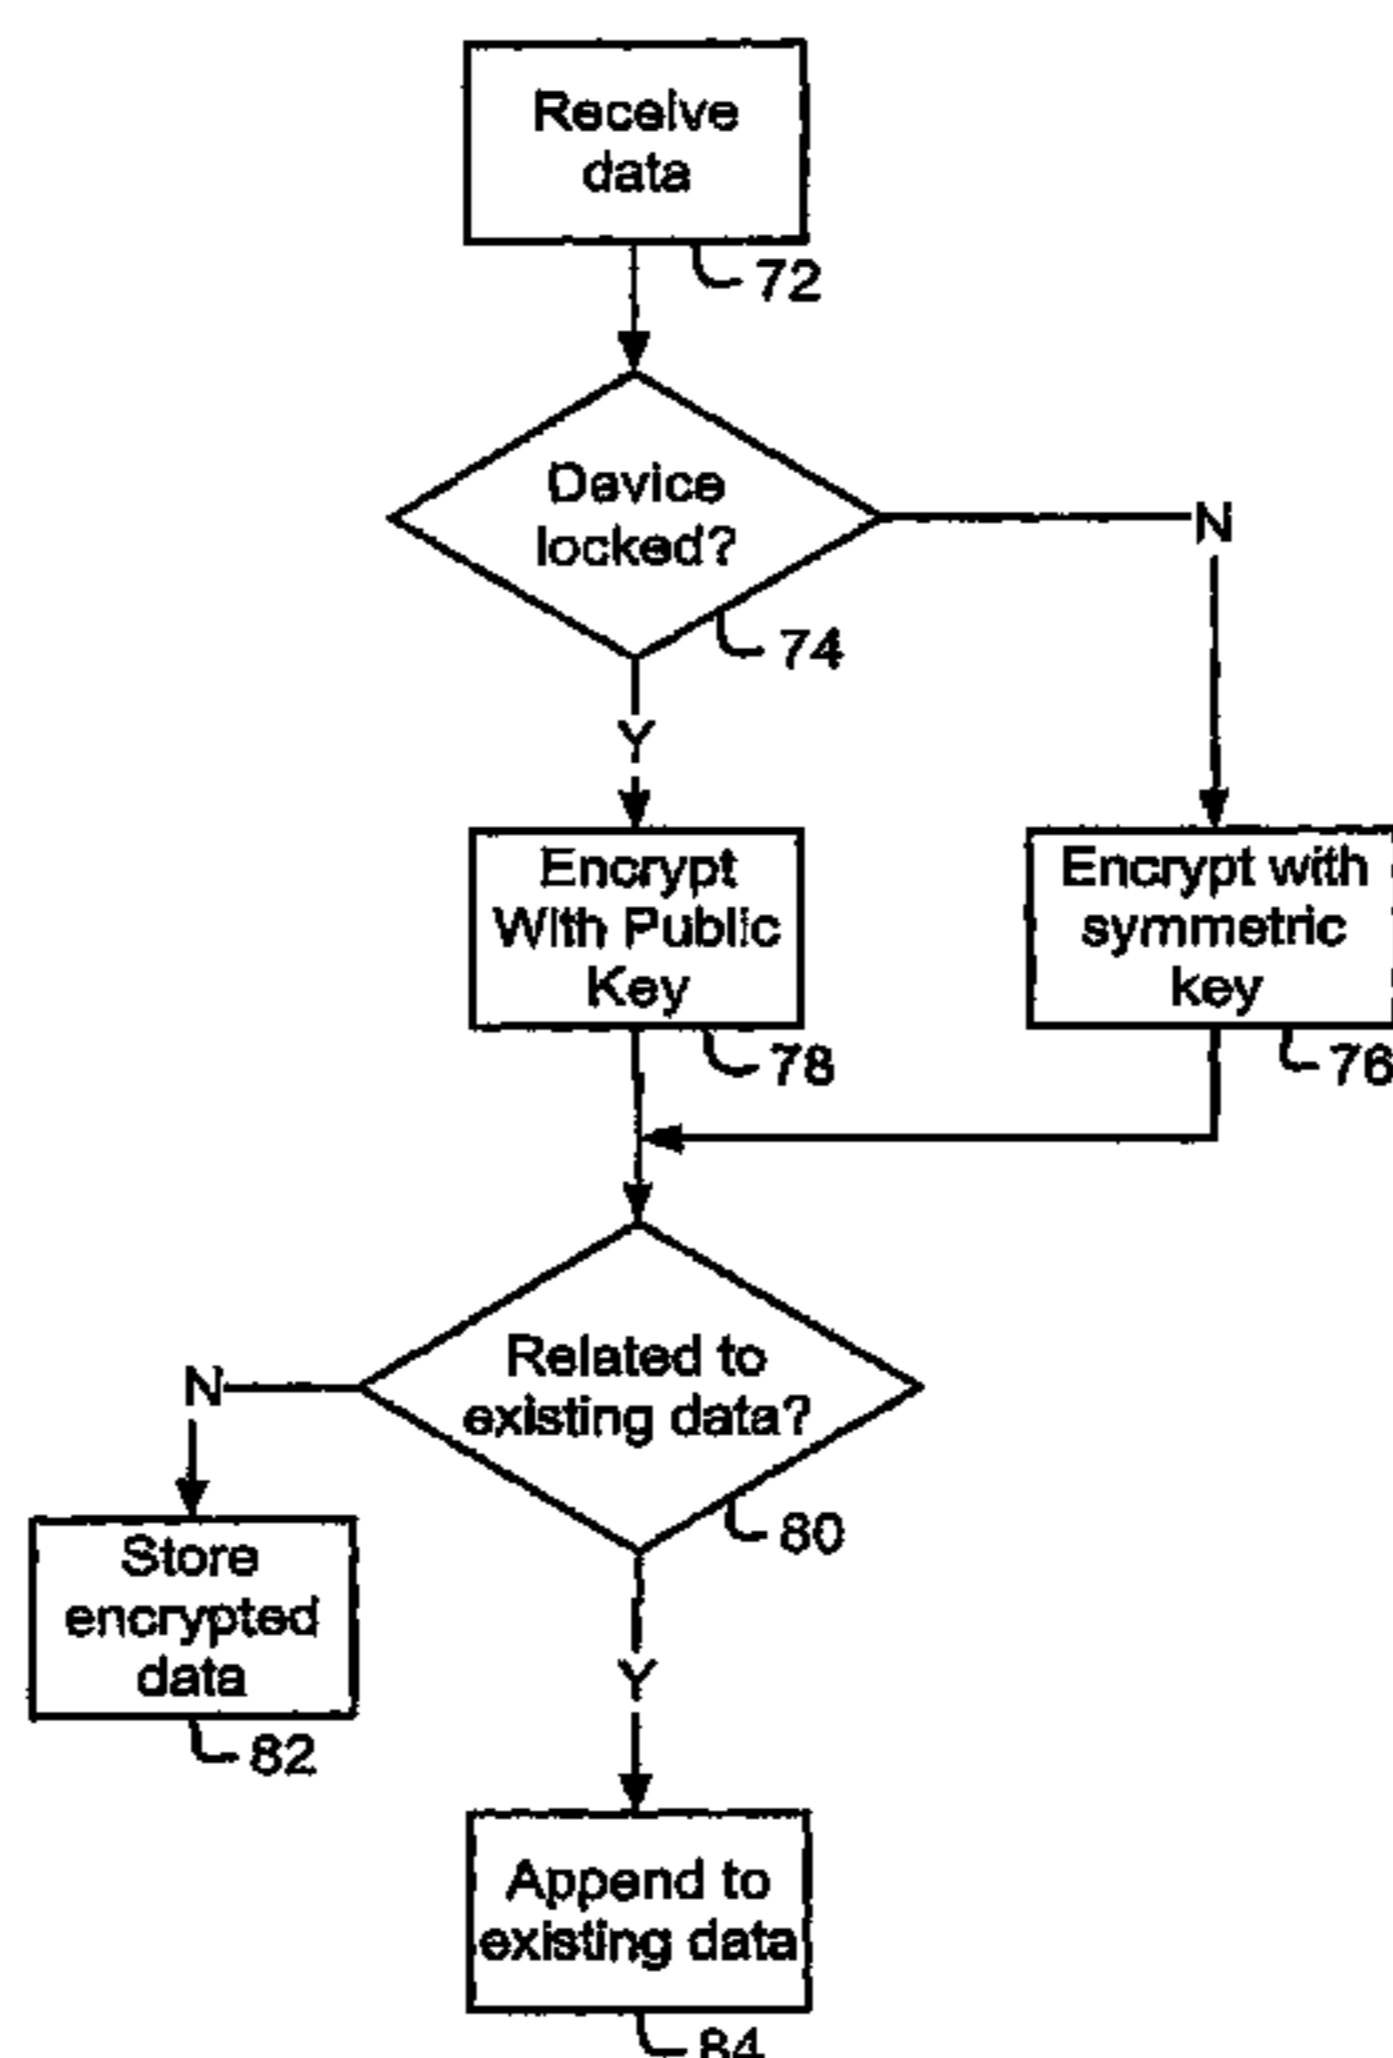 Receive
data
72
Device
locked?
N
74
Y
Encrypt
With Public
Key
Encrypt with
symmetric
key
78
76
Related to
existing data?
N
80
Store
encrypted
data
Y
82
Append to
existing data
84